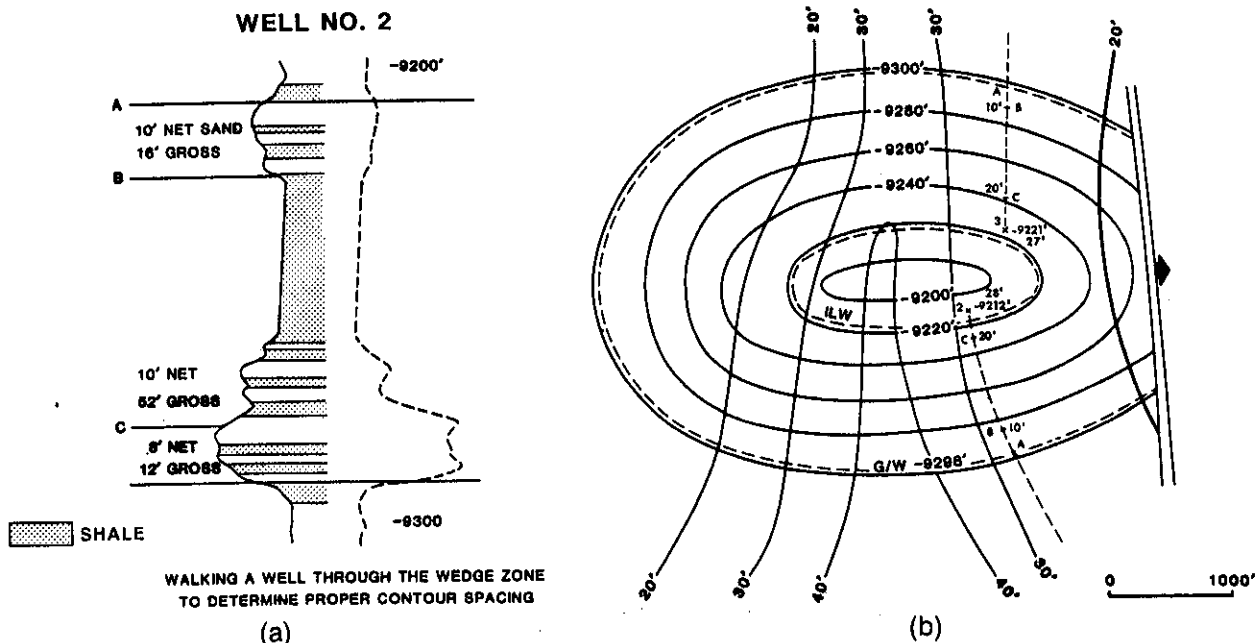 WELL NO. 2
-9200'
A
10' NET SAND
16' GROSS
B
10' NET
52' GROSS
C
8' NET
12' GROSS
-9300
SHALE
WALKING A WELL THROUGH THE WEDGE ZONE
TO DETERMINE PROPER CONTOUR SPACING
(a)
20'
30'
30'
20'
-9300'
A
10'
B
-9280'
-9260'
-9240'
20'
C
3
-9221'
27'
-9200'
28'
2
-9212'
ILW
-9220'
C
20'
B
10'
A
G/W -9298'
20'
30'
40'
40'
30'
0
1000'
(b)